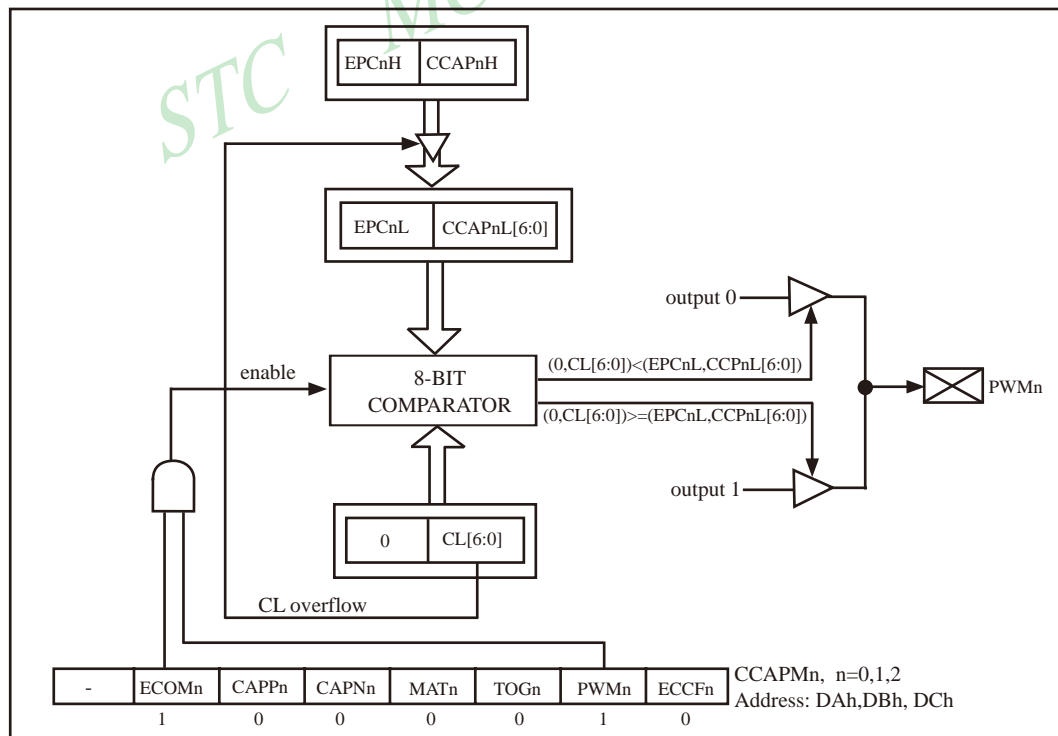 STC MC
EPCnH CCAPnH
EPCnL CCAPnL[6:0]
output 0
(0,CL[6:0])<(EPCnL,CCPnL[6:0])
enable
8-BIT
COMPARATOR
PWMn
(0,CL[6:0])>=(EPCnL,CCPnL[6:0])
output 1
0 CL[6:0]
CL overflow
- ECOMn CAPPn CAPNn MATn TOGn PWMn ECCFn
CCAPMn, n=0,1,2
Address: DAh,DBh, DCh
1 0 0 0 0 1 0